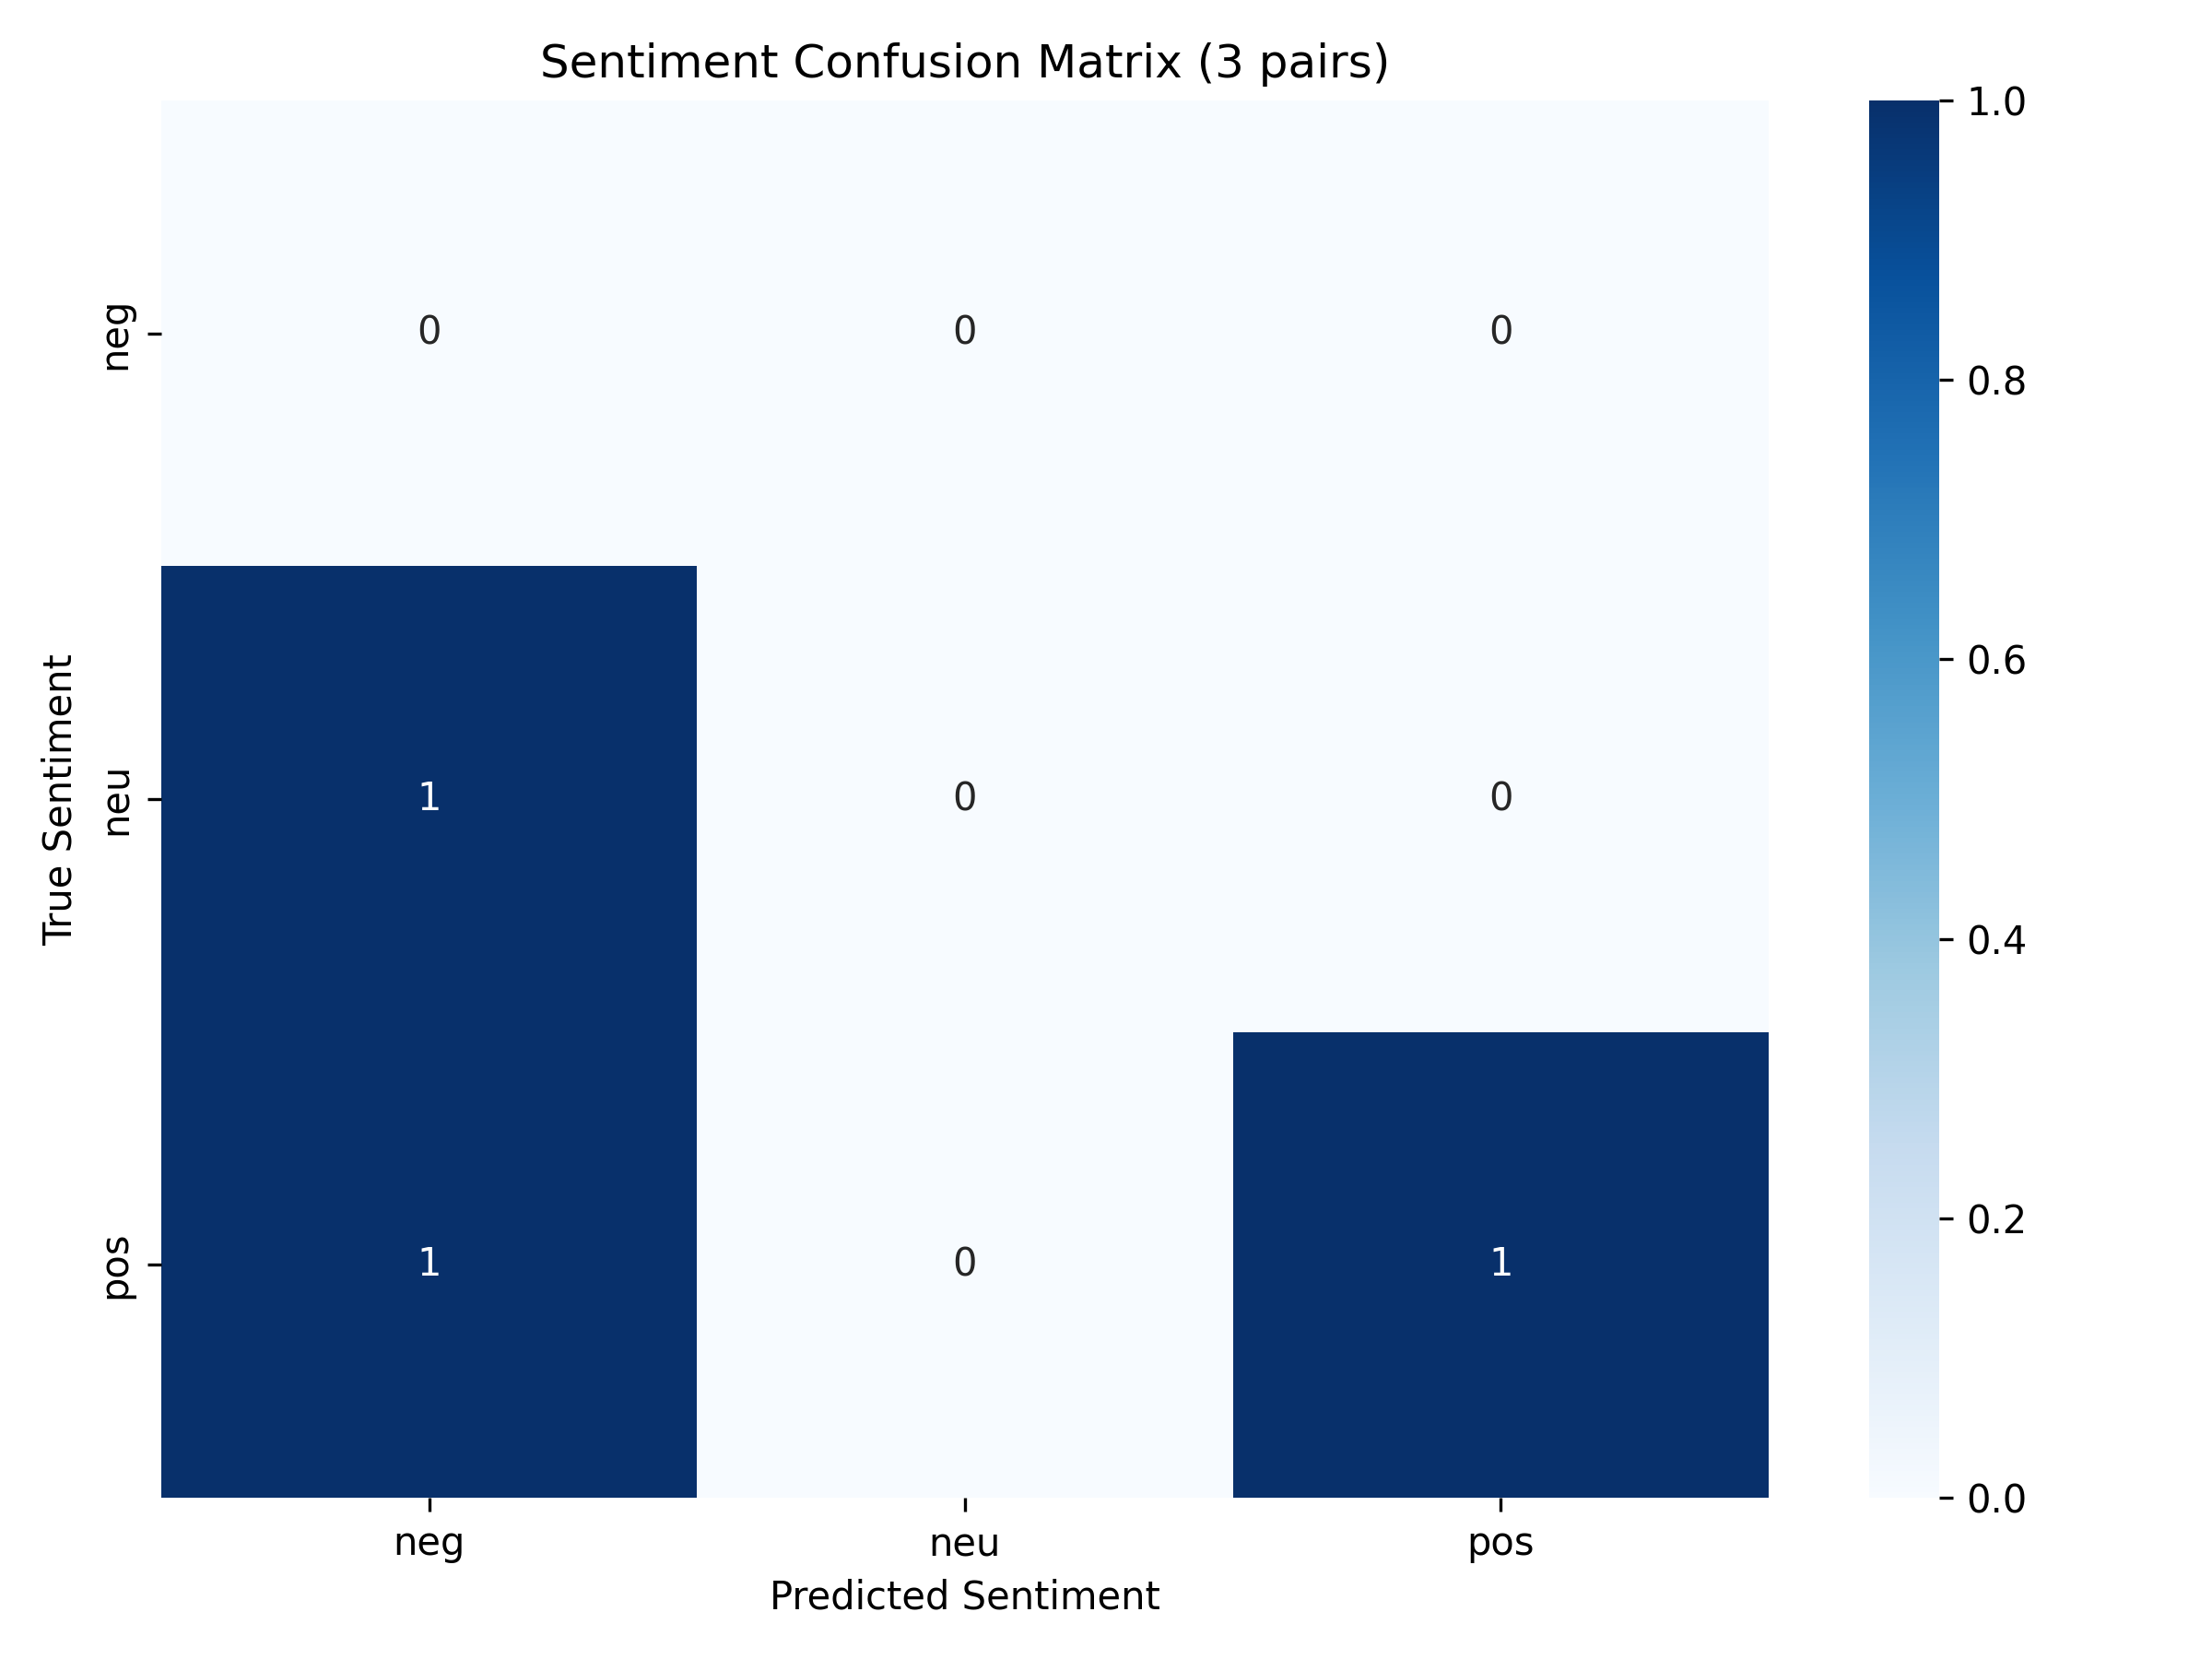 Sentiment Confusion Matrix (3 pairs)
1.0
0.8
0.6
0.4
0.2
0.0
True Sentiment
neg
0 0 0
neu
1 0 0
pos
1 0 1
neg neu pos
Predicted Sentiment